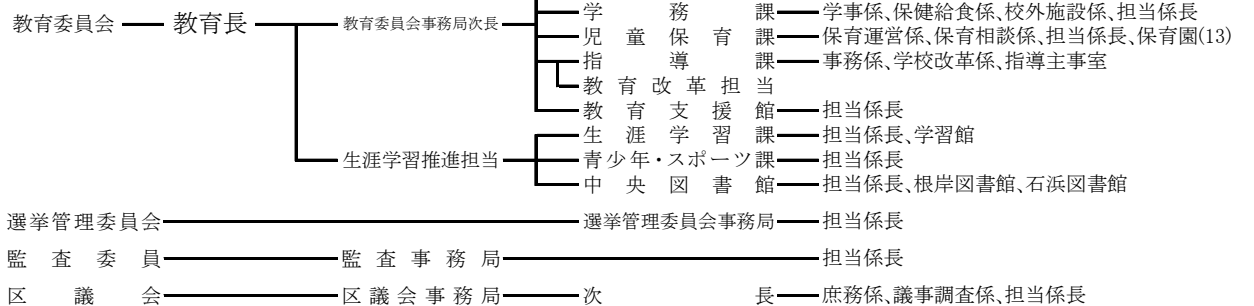 学務課 学事係、保健給食係、校外施設係、担当係長
教育委員会 教育長 教育委員会事務局次長 児童保育課 保育運営係、保育相談係、担当係長、保育園(13)
指導課 事務係、学校改革係、指導主事室
教育改革担当
教育支援館 担当係長
生涯学習課 担当係長、学習館
生涯学習推進担当 青少年・スポーツ課 担当係長
中央図書館 担当係長、根岸図書館、石浜図書館
選挙管理委員会 選挙管理委員会事務局 担当係長
監査委員 監査事務局 担当係長
区議会 区議会事務局 次長 庶務係、議事調査係、担当係長